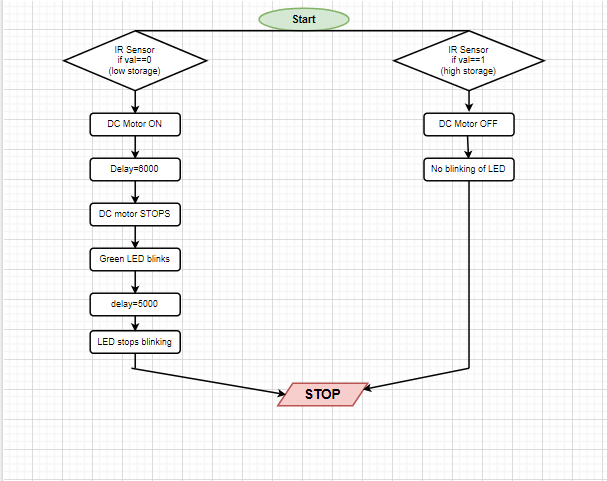 Start
IR Sensor
if val==0
(low storage)
DC Motor ON
Delay=6000
DC motor STOPS
Green LED blinks
delay=5000
LED stops blinking
IR Sensor
if val==1
(high storage)
DC Motor OFF
No blinking of LED
STOP